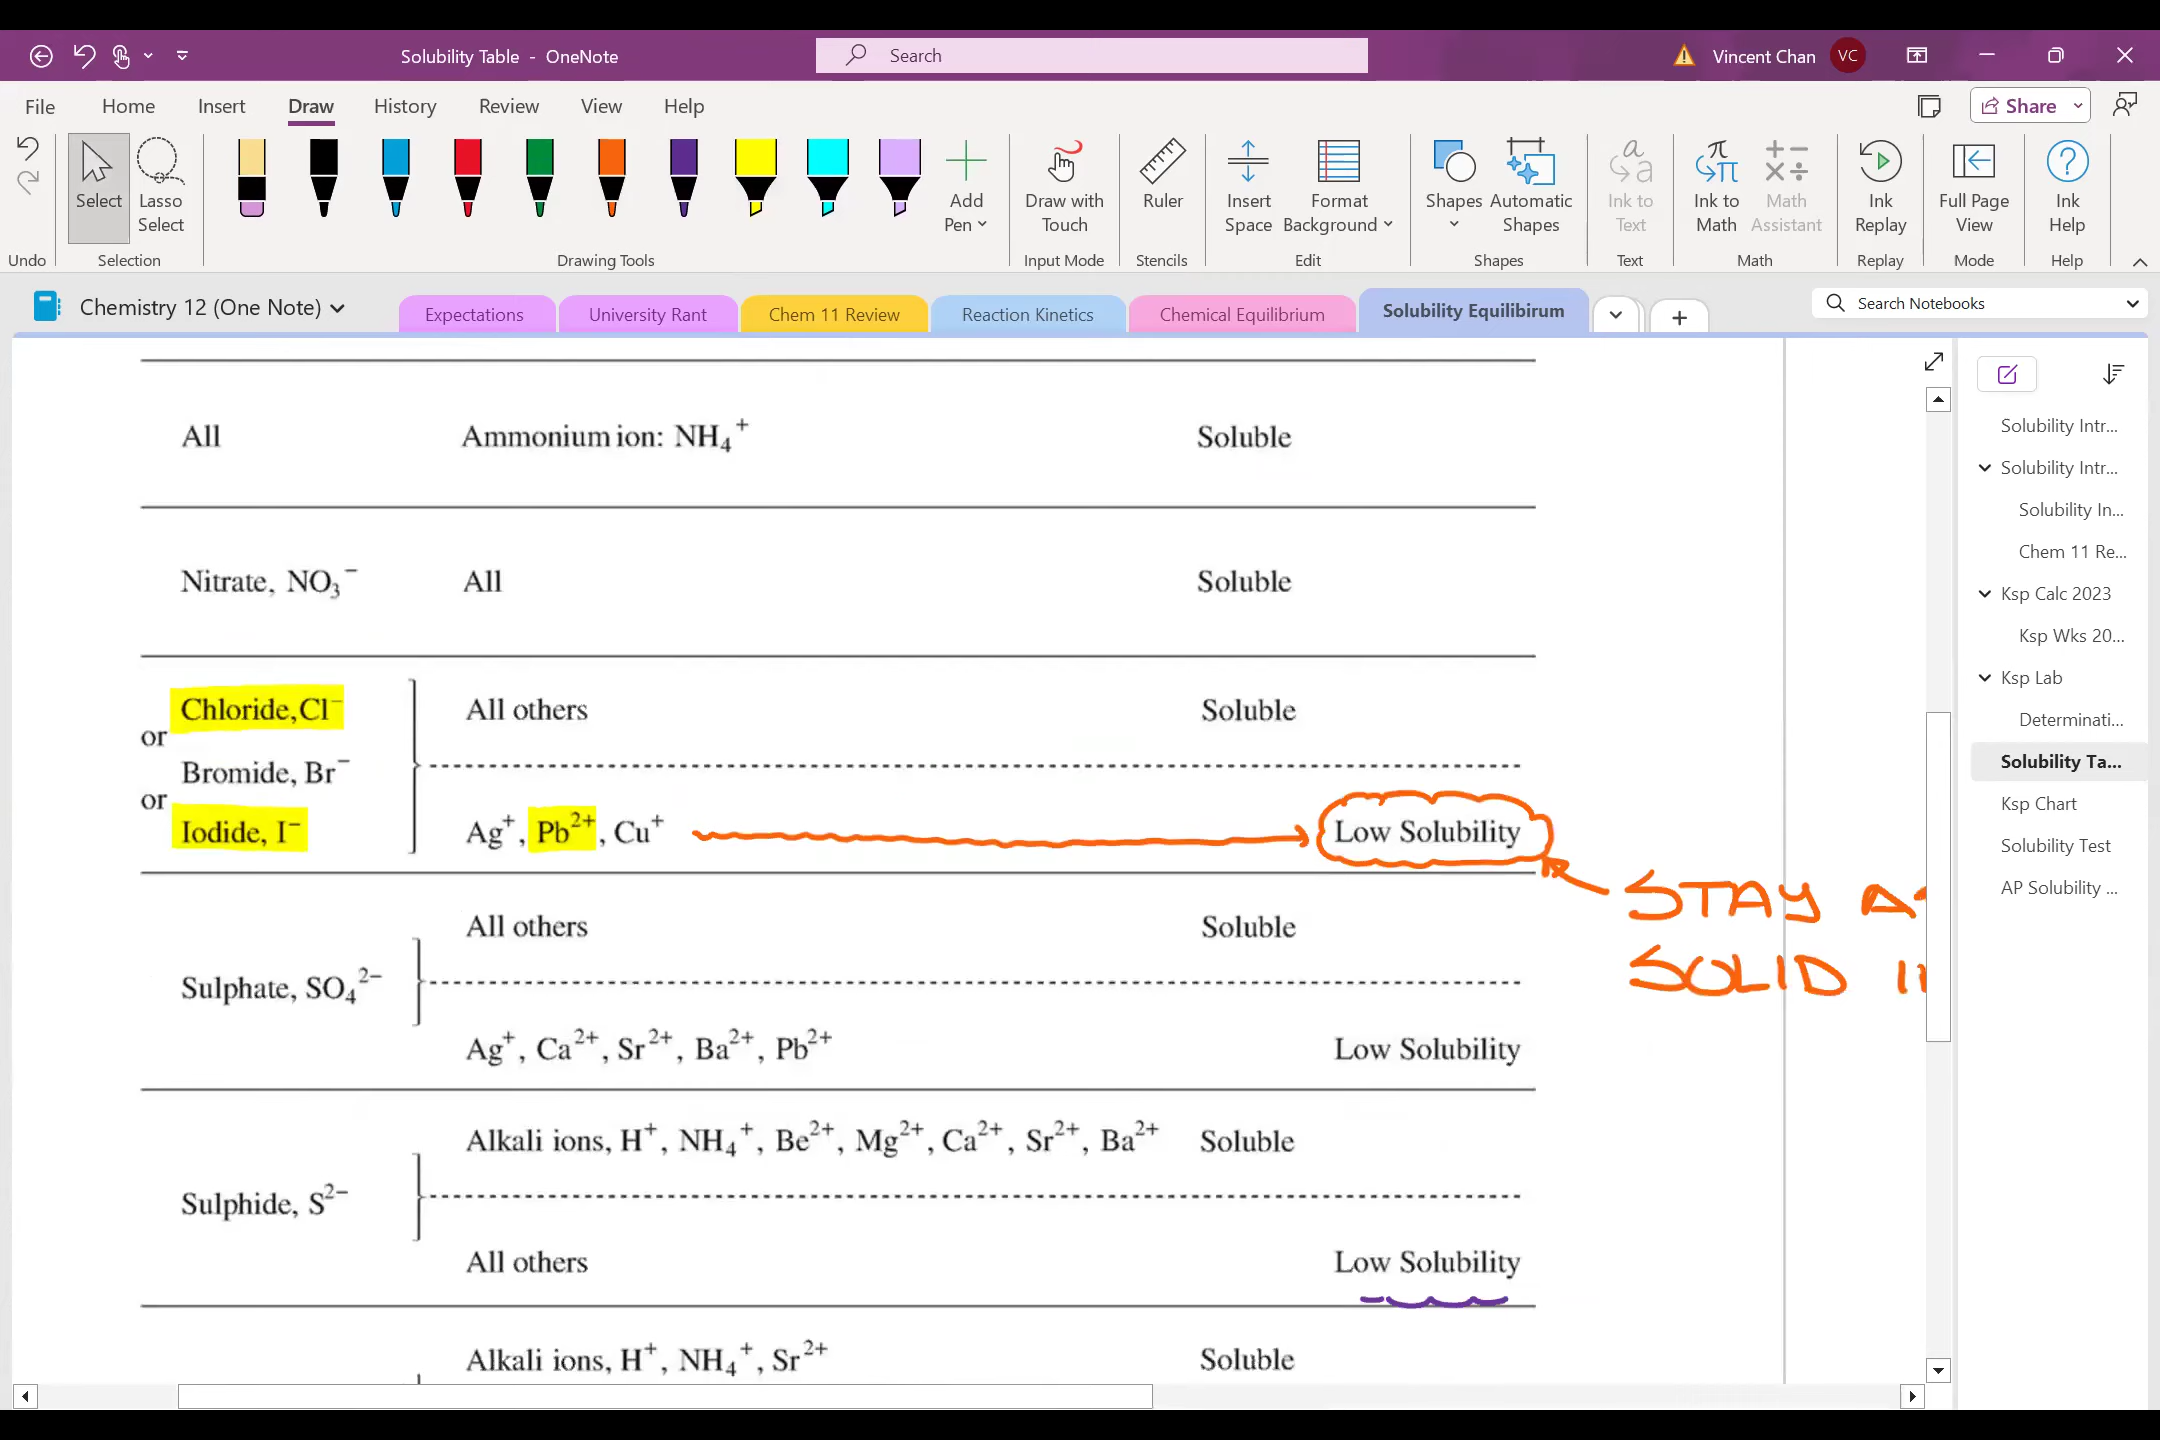 Solubility Table - OneNote
Search
Vincent Chan VC
File Home Insert Draw History Review View Help
Share
Select
Lasso Select
Add Pen
Draw with Touch
Ruler
Insert Space
Format Background
Shapes
Automatic Shapes
Ink to Text
Ink to Math
Math Assistant
Ink Replay
Full Page View
Ink Help
Undo Selection Drawing Tools Input Mode Stencils Edit Shapes Text Math Replay Mode Help
Chemistry 12 (One Note)
Expectations University Rant Chem 11 Review Reaction Kinetics Chemical Equilibrium Solubility Equilibirum
Search Notebooks
All Ammonium ion: NH₄⁺ Soluble
Nitrate, NO₃⁻ All Soluble
Chloride, Cl⁻ All others Soluble
or
Bromide, Br⁻
or
Iodide, I⁻ Ag⁺, Pb²⁺, Cu⁺ Low Solubility
STAY
SOLID
All others Soluble
Sulphate, SO₄²⁻
Ag⁺, Ca²⁺, Sr²⁺, Ba²⁺, Pb²⁺ Low Solubility
Alkali ions, H⁺, NH₄⁺, Be²⁺, Mg²⁺, Ca²⁺, Sr²⁺, Ba²⁺ Soluble
Sulphide, S²⁻
All others Low Solubility
Alkali ions, H⁺, NH₄⁺, Sr²⁺ Soluble
Solubility Intr...
Solubility Intr...
Solubility In...
Chem 11 Re...
Ksp Calc 2023
Ksp Wks 20...
Ksp Lab
Determinati...
Solubility Ta...
Ksp Chart
Solubility Test
AP Solubility ...